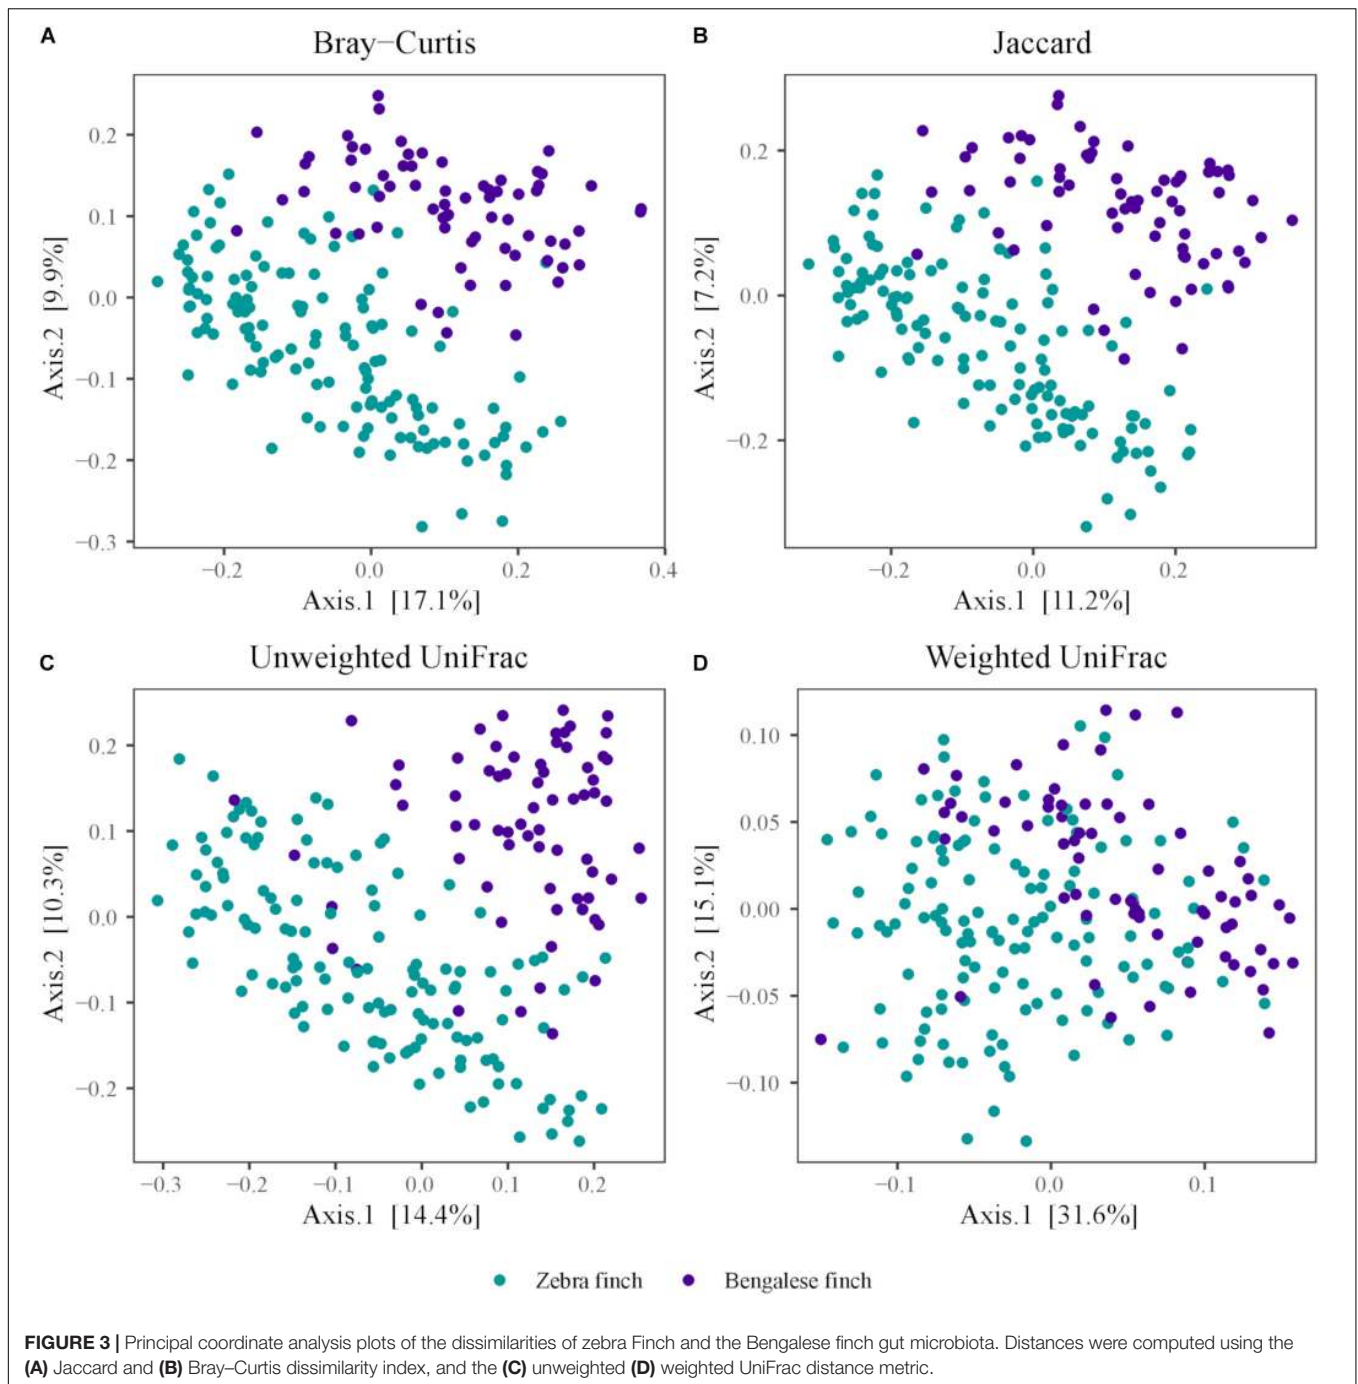 A
Bray−Curtis
0.2
0.1
0.0
−0.1
−0.2
−0.3
Axis.2 [9.9%]
−0.2
0.0
0.2
0.4
Axis.1 [17.1%]
B
Jaccard
0.2
0.0
−0.2
Axis.2 [7.2%]
−0.2
0.0
0.2
Axis.1 [11.2%]
C
Unweighted UniFrac
0.2
0.1
0.0
−0.1
−0.2
Axis.2 [10.3%]
−0.3
−0.2
−0.1
0.0
0.1
0.2
Axis.1 [14.4%]
D
Weighted UniFrac
0.10
0.05
0.00
−0.05
−0.10
Axis.2 [15.1%]
−0.1
0.0
0.1
Axis.1 [31.6%]
Zebra finch
Bengalese finch
FIGURE 3 | Principal coordinate analysis plots of the dissimilarities of zebra Finch and the Bengalese finch gut microbiota. Distances were computed using the
(A) Jaccard and (B) Bray–Curtis dissimilarity index, and the (C) unweighted (D) weighted UniFrac distance metric.